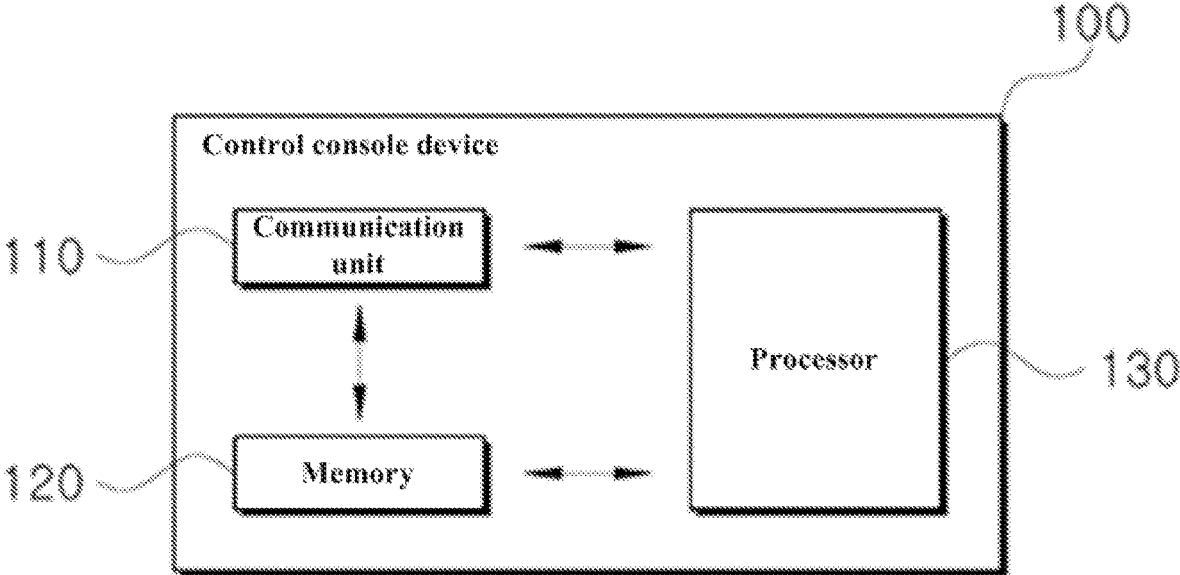 100
Control console device
Communication
unit
110
Processor
130
Memory
120